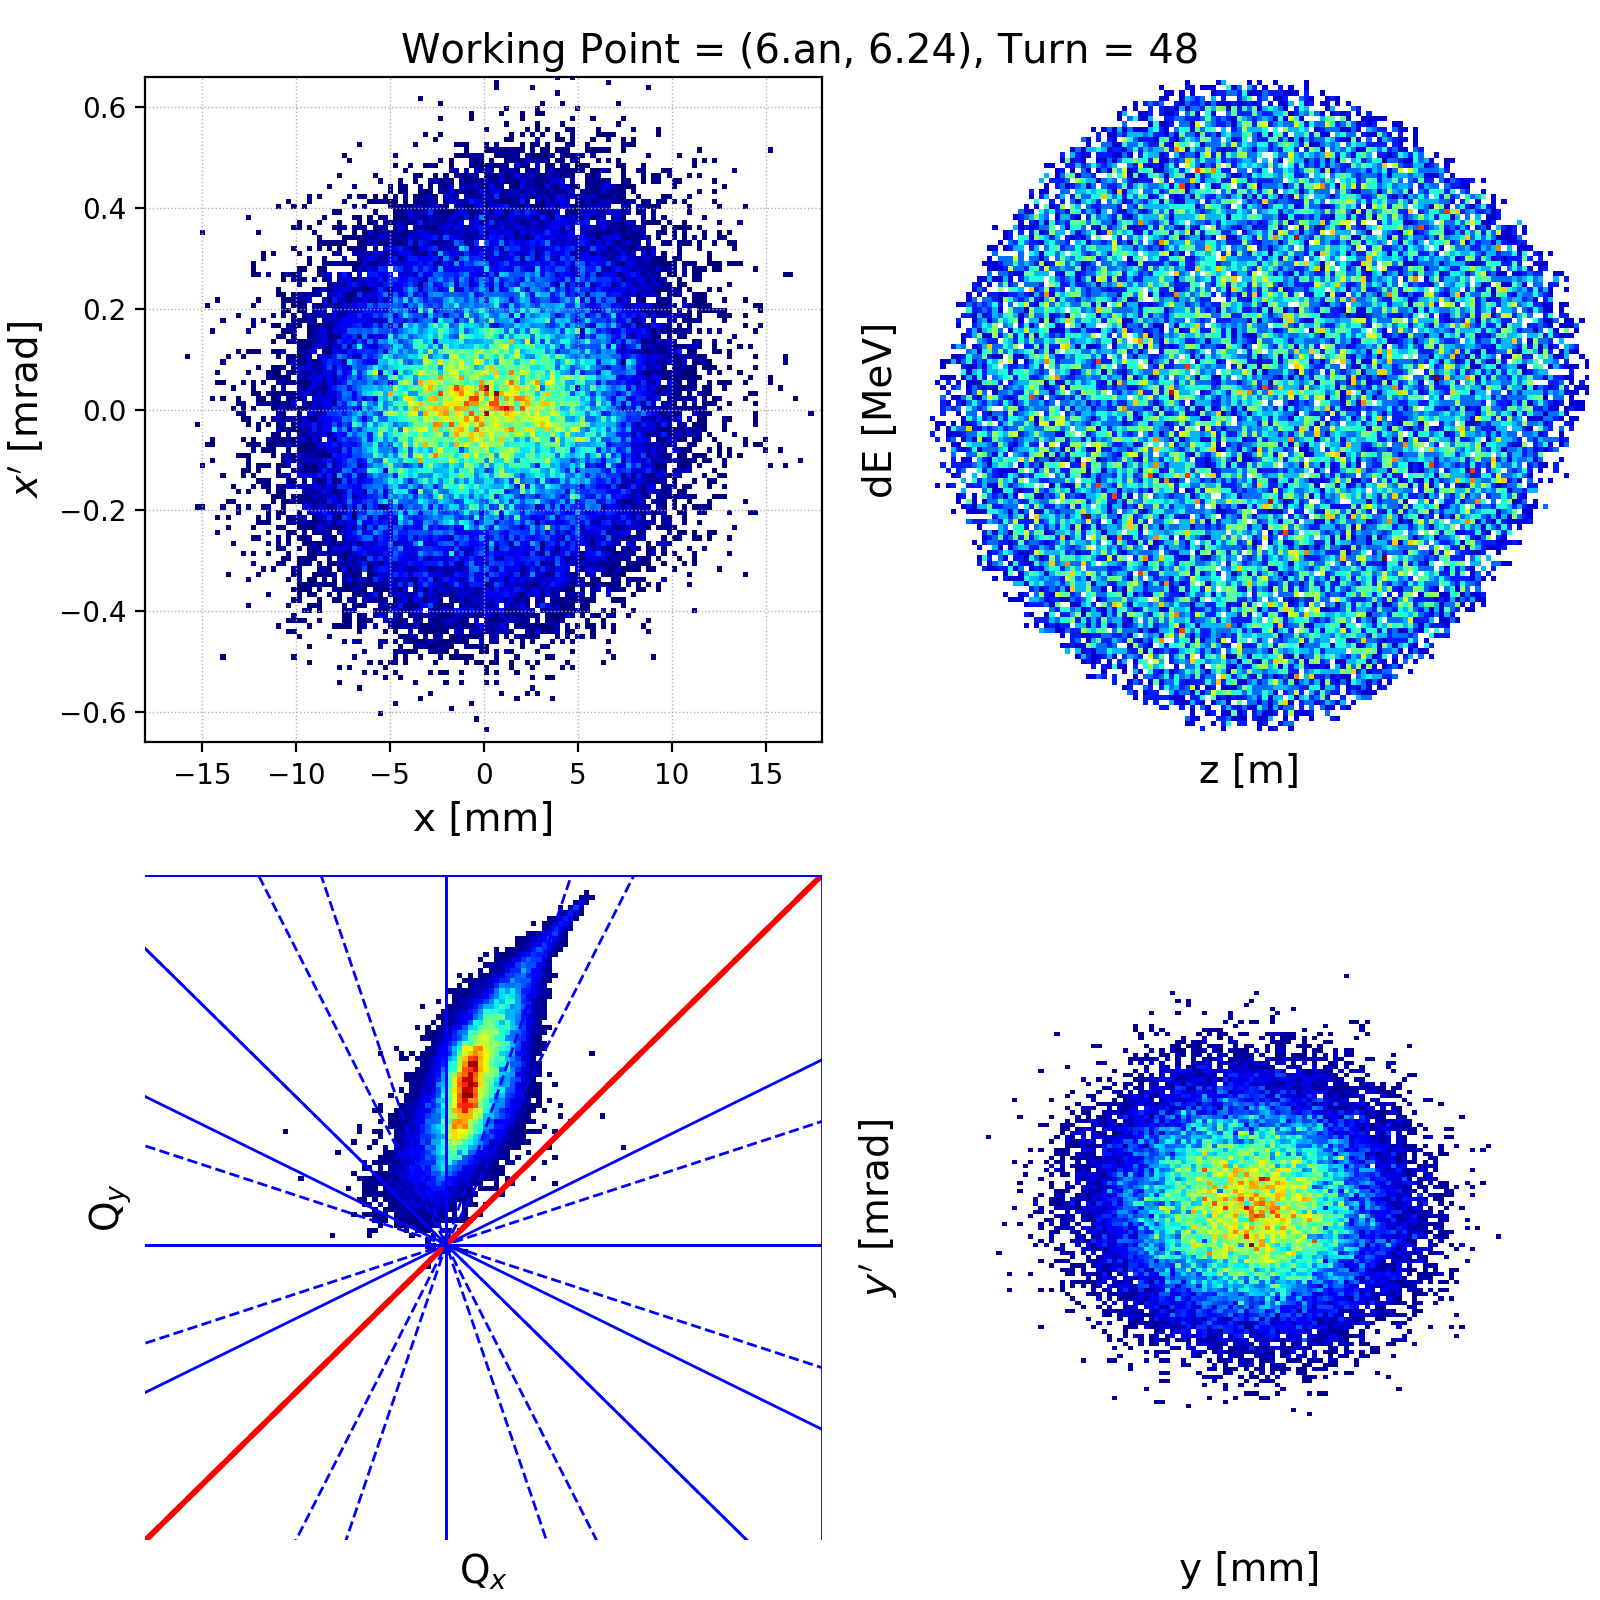 Working Point = (6.an, 6.24), Turn = 48
0.6
0.4
0.2
0.0
−0.2
−0.4
−0.6
x′ [mrad]
−15 −10 −5 0 5 10 15
x [mm]
dE [MeV]
z [m]
Qy
Qx
y′ [mrad]
y [mm]